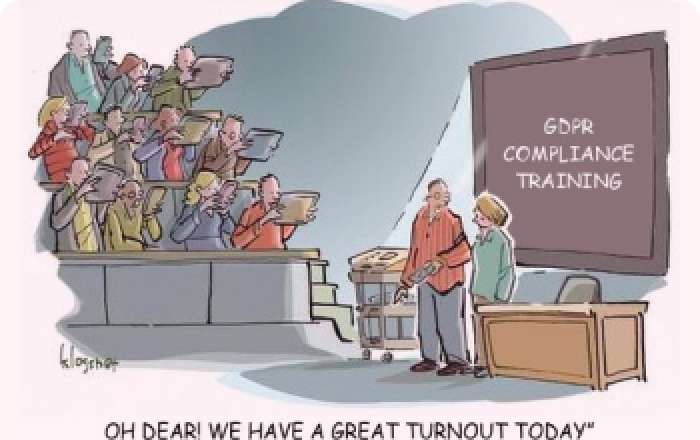 GDPR
COMPLIANCE
TRAINING
OH DEAR! WE HAVE A GREAT TURNOUT TODAY"